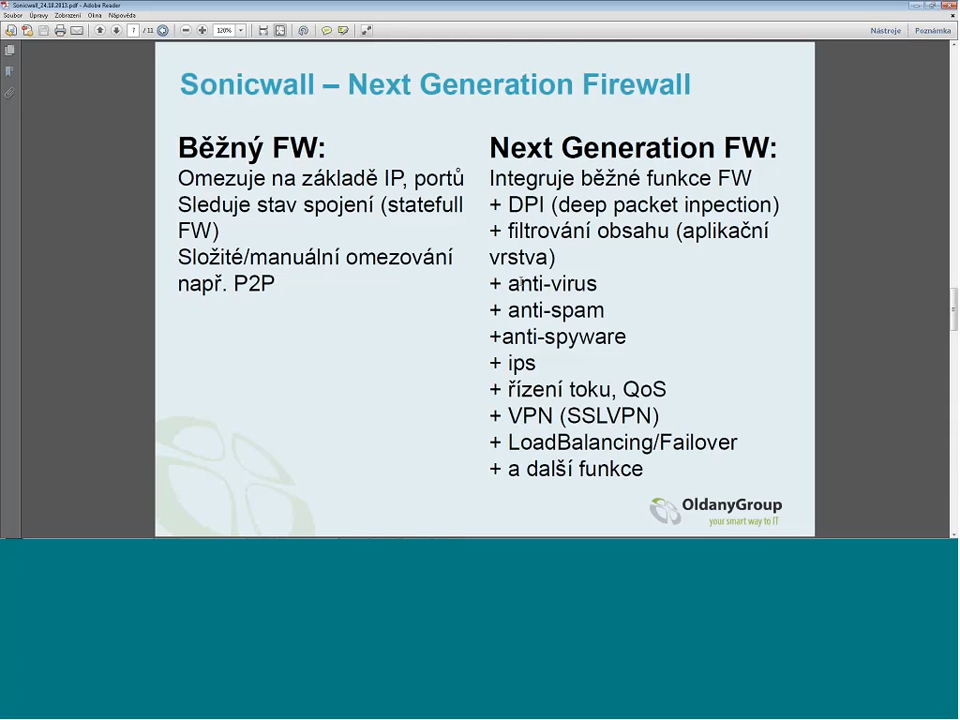 Sonicwall_24.10.2013.pdf - Adobe Reader
Soubor Úpravy Zobrazení Okna Nápověda
7 / 11 120% Nástroje Poznámka
Sonicwall – Next Generation Firewall
Běžný FW:
Omezuje na základě IP, portů
Sleduje stav spojení (statefull
FW)
Složité/manuální omezování
např. P2P
Next Generation FW:
Integruje běžné funkce FW
+ DPI (deep packet inpection)
+ filtrování obsahu (aplikační
vrstva)
+ anti-virus
+ anti-spam
+anti-spyware
+ ips
+ řízení toku, QoS
+ VPN (SSLVPN)
+ LoadBalancing/Failover
+ a další funkce
OldanyGroup
your smart way to IT